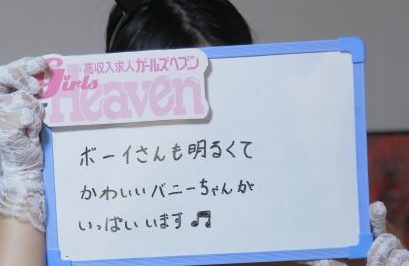 高収入求人ガールズヘブン
Girls
Heaven
ボーイさんも明るくて
かわいいバニーちゃんが
いっぱいいます♫